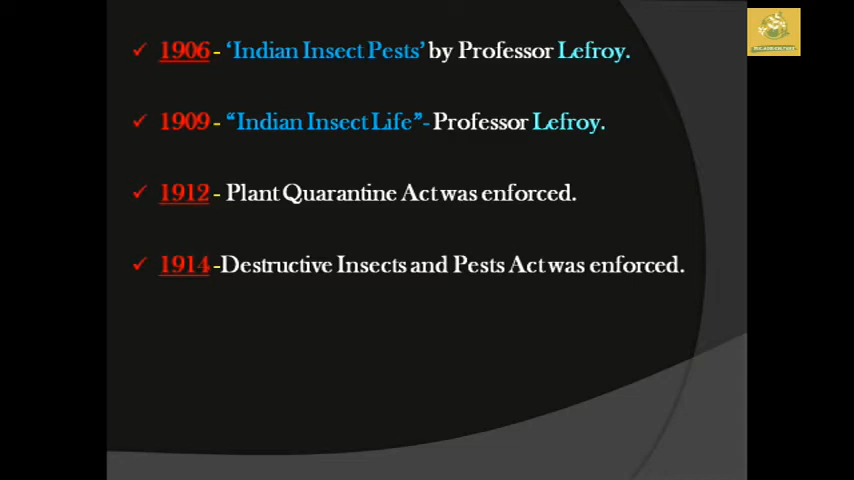 ✓ 1906 - ‘Indian Insect Pests’ by Professor Lefroy.
✓ 1909 - “Indian Insect Life”- Professor Lefroy.
✓ 1912 - Plant Quarantine Act was enforced.
✓ 1914 -Destructive Insects and Pests Act was enforced.